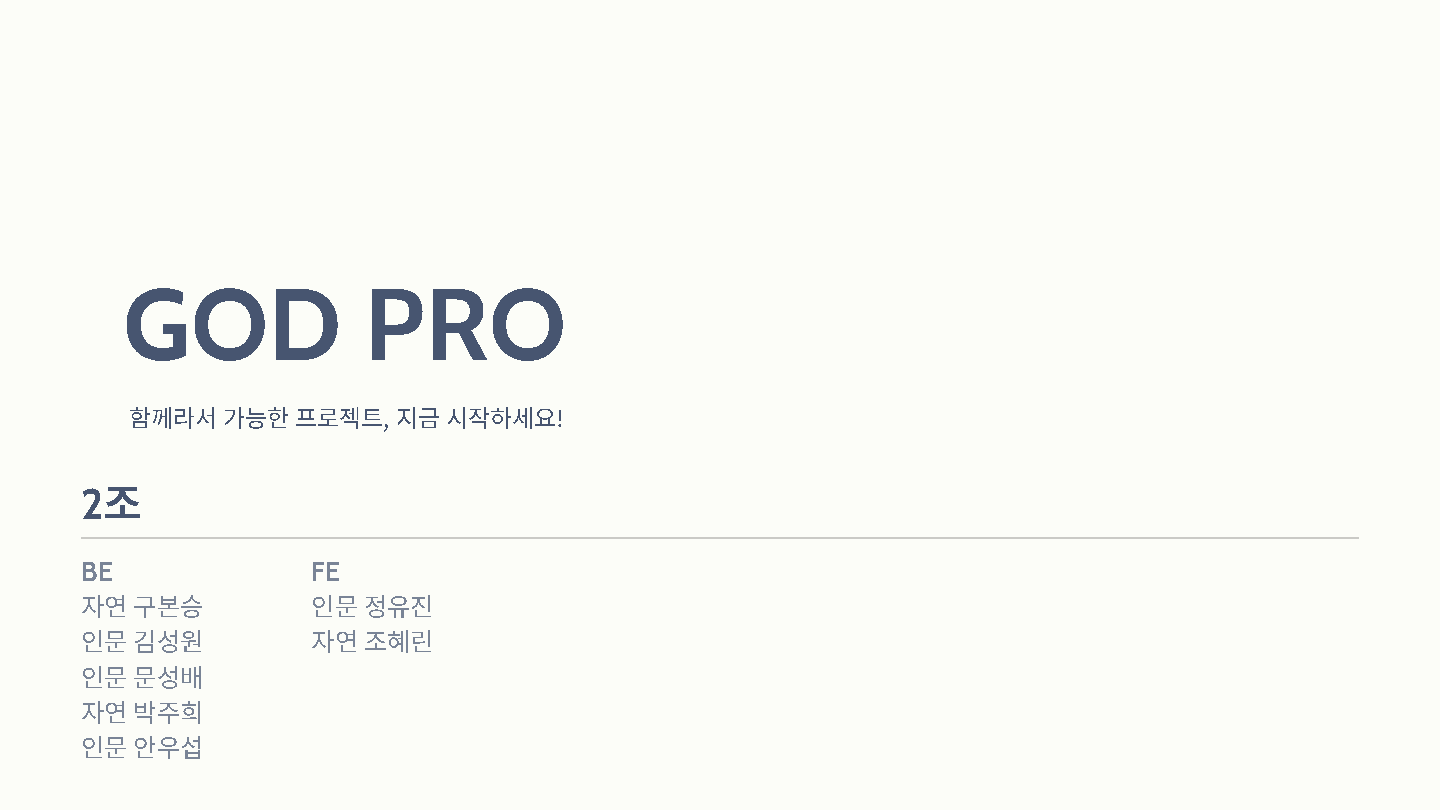 GOD PRO
함께라서 가능한 프로젝트, 지금 시작하세요!
2조
BE
자연 구본승
인문 김성원
인문 문성배
자연 박주희
인문 안우섭
FE
인문 정유진
자연 조혜린